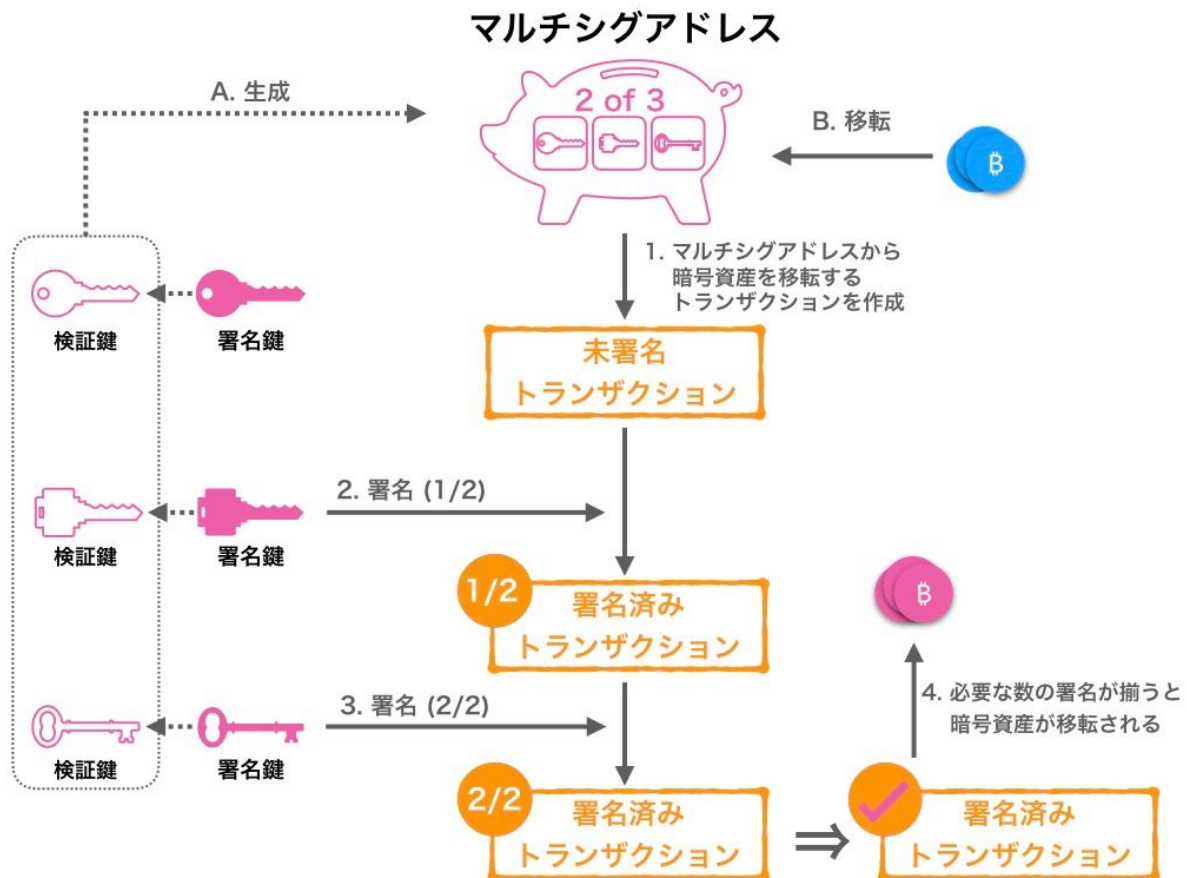 マルチシグアドレス
A. 生成
2 of 3
B. 移転
₿
1. マルチシグアドレスから
暗号資産を移転する
トランザクションを作成
検証鍵
署名鍵
未署名
トランザクション
2. 署名 (1/2)
検証鍵
署名鍵
1/2
署名済み
トランザクション
₿
3. 署名 (2/2)
4. 必要な数の署名が揃うと
暗号資産が移転される
検証鍵
署名鍵
2/2
署名済み
トランザクション
⇒
署名済み
トランザクション